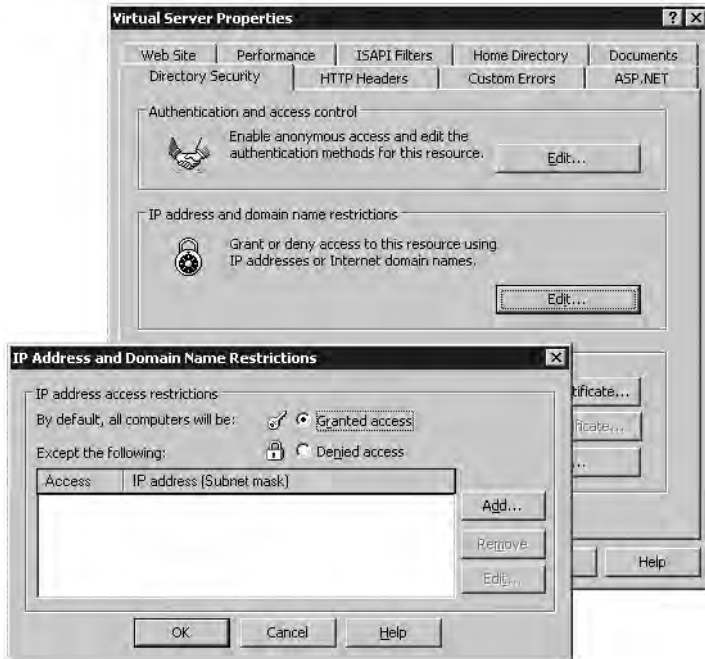 Virtual Server Properties
Web Site Performance ISAPI Filters Home Directory Documents
Directory Security HTTP Headers Custom Errors ASP.NET
Authentication and access control
Enable anonymous access and edit the
authentication methods for this resource.
Edit...
IP address and domain name restrictions
Grant or deny access to this resource using
IP addresses or Internet domain names.
Edit...
IP Address and Domain Name Restrictions
IP address access restrictions
By default, all computers will be:
Granted access
Except the following:
Denied access
Access IP address (Subnet mask)
Add...
Remove
Edit...
OK Cancel Help
tificate...
ficate...
...
Help